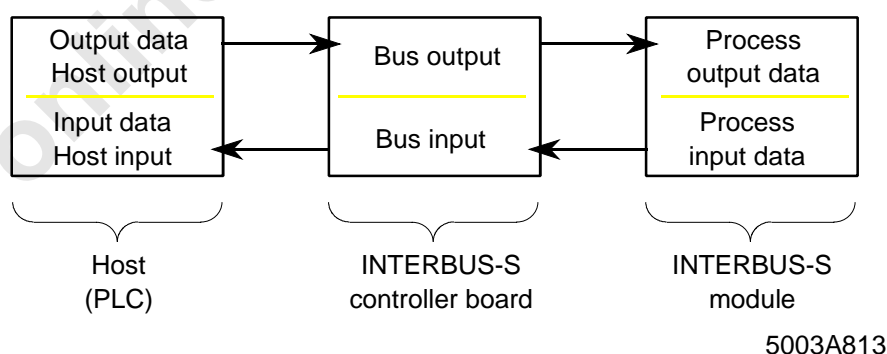 Output data
Host output
Input data
Host input
Bus output
Bus input
Process
output data
Process
input data
Host
(PLC)
INTERBUS-S
controller board
INTERBUS-S
module
5003A813